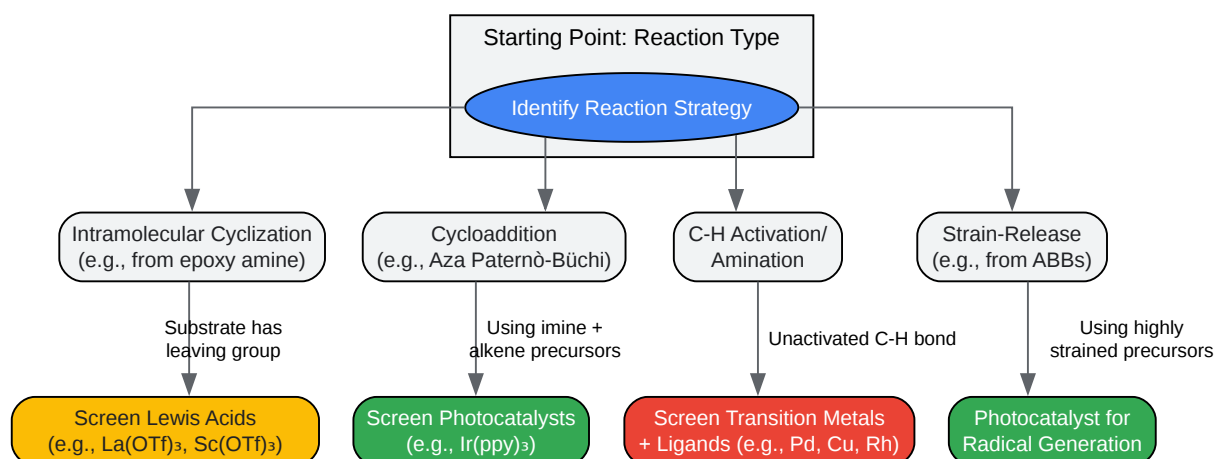 Starting Point: Reaction Type
Identify Reaction Strategy
Intramolecular Cyclization
(e.g., from epoxy amine)
Cycloaddition
(e.g., Aza Paternò-Büchi)
C-H Activation/
Amination
Strain-Release
(e.g., from ABBs)
Substrate has
leaving group
Using imine +
alkene precursors
Unactivated C-H bond
Using highly
strained precursors
Screen Lewis Acids
(e.g., La(OTf)₃, Sc(OTf)₃)
Screen Photocatalysts
(e.g., Ir(ppy)₃)
Screen Transition Metals
+ Ligands (e.g., Pd, Cu, Rh)
Photocatalyst for
Radical Generation